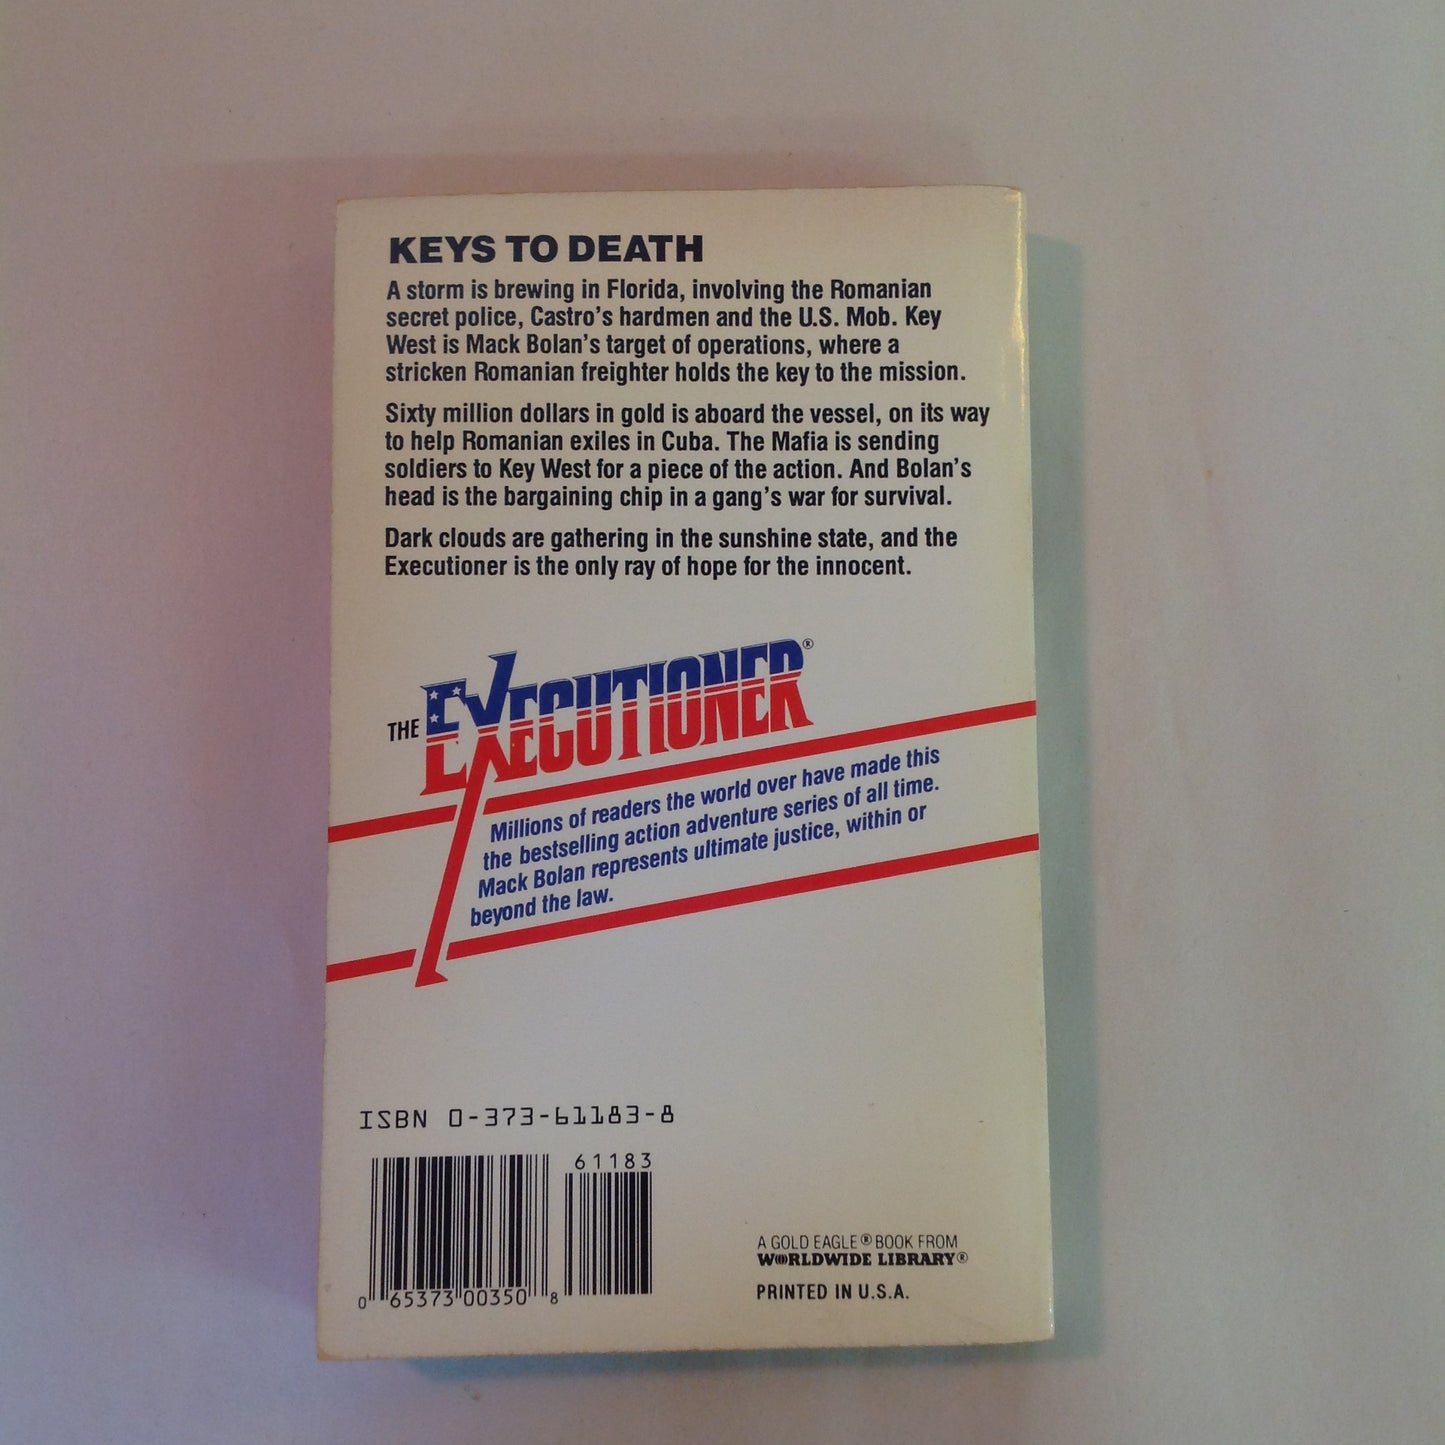 KEYS TO DEATH
A storm is brewing in Florida, involving the Romanian
secret police, Castro's hardmen and the U.S. Mob. Key
West is Mack Bolan's target of operations, where a
stricken Romanian freighter holds the key to the mission.
Sixty million dollars in gold is aboard the vessel, on its way
to help Romanian exiles in Cuba. The Mafia is sending
soldiers to Key West for a piece of the action. And Bolan's
head is the bargaining chip in a gang's war for survival.
Dark clouds are gathering in the sunshine state, and the
Executioner is the only ray of hope for the innocent.
THE EXECUTIONER®
Millions of readers the world over have made this
the bestselling action adventure series of all time.
Mack Bolan represents ultimate justice, within or
beyond the law.
ISBN 0-373-61183-8
61183
0 65373 00350 8
A GOLD EAGLE® BOOK FROM
WORLDWIDE LIBRARY®
PRINTED IN U.S.A.